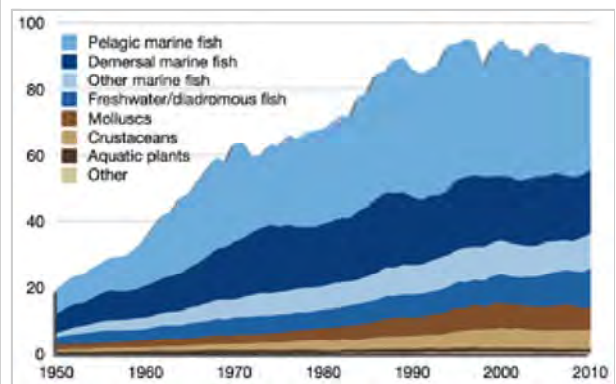 100
80
60
40
20
0
Pelagic marine fish
Demersal marine fish
Other marine fish
Freshwater/diadromous fish
Molluscs
Crustaceans
Aquatic plants
Other
1950 1960 1970 1980 1990 2000 2010